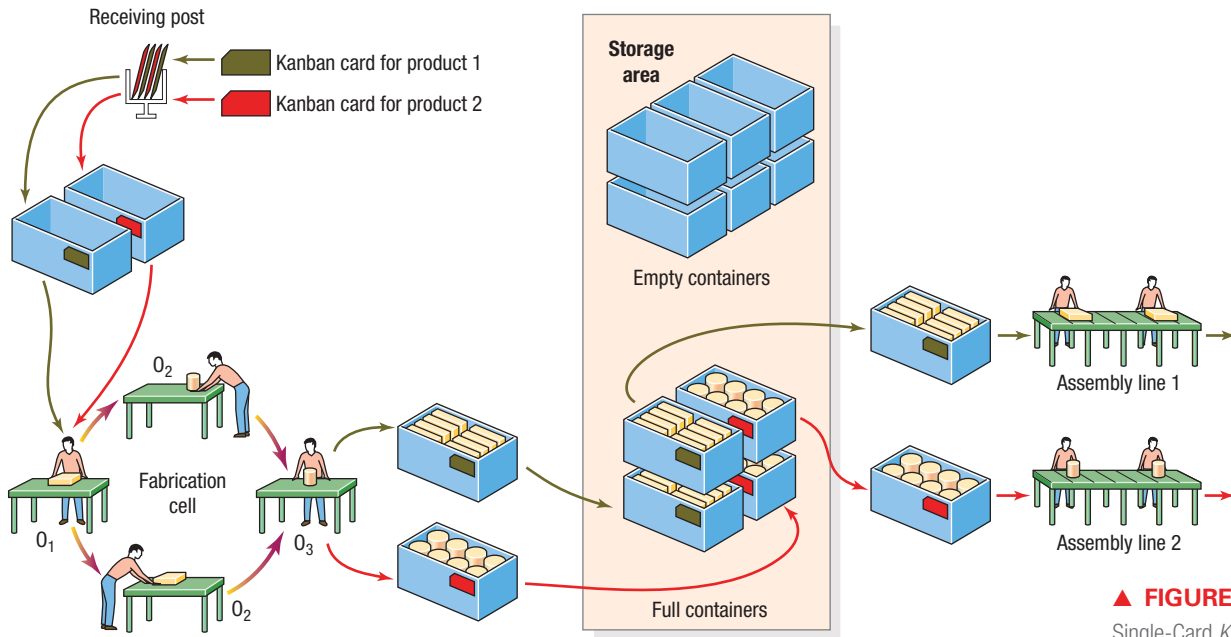 Receiving post
Kanban card for product 1
Kanban card for product 2
Storage
area
Empty containers
Assembly line 1
O2
Fabrication
cell
O1
O3
O2
Assembly line 2
Full containers
▲ FIGURE
Single-Card K